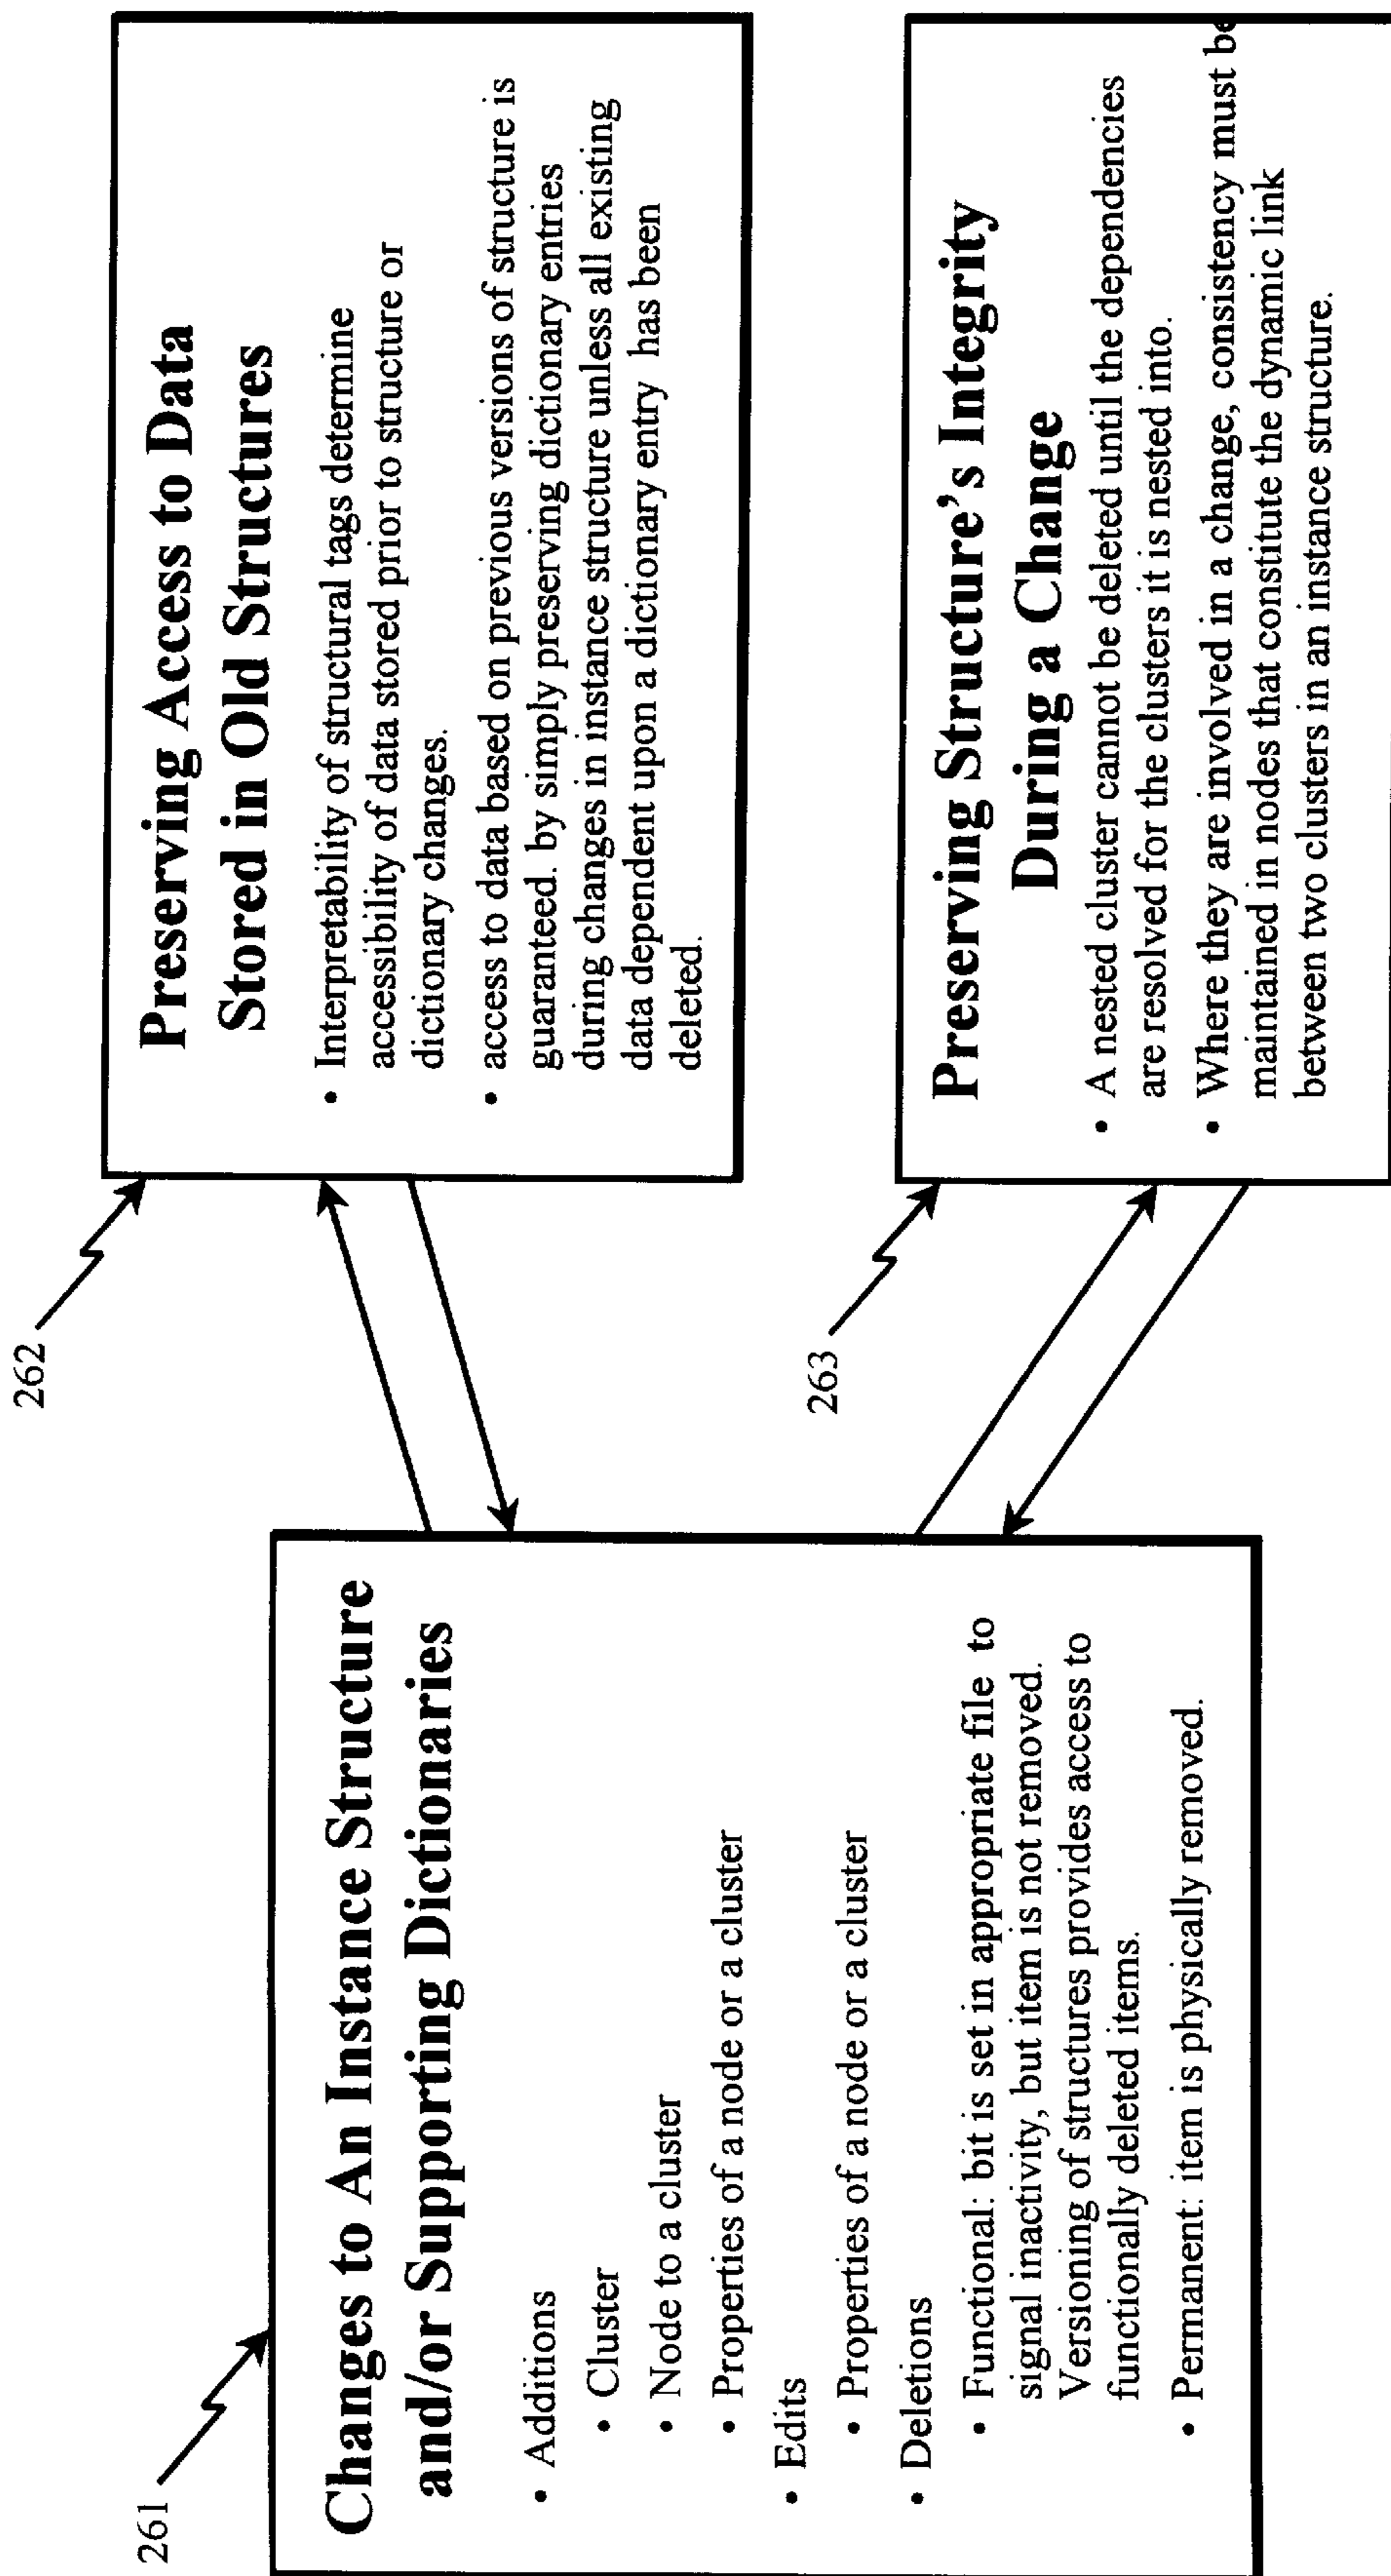 261
Changes to An Instance Structure
and/or Supporting Dictionaries
• Additions
• Cluster
• Node to a cluster
• Properties of a node or a cluster
• Edits
• Properties of a node or a cluster
• Deletions
• Functional: bit is set in appropriate file to
signal inactivity, but item is not removed.
Versioning of structures provides access to
functionally deleted items.
• Permanent: item is physically removed.
262
Preserving Access to Data
Stored in Old Structures
• Interpretability of structural tags determine
accessibility of data stored prior to structure or
dictionary changes.
• access to data based on previous versions of structure is
guaranteed. by simply preserving dictionary entries
during changes in instance structure unless all existing
data dependent upon a dictionary entry has been
deleted.
263
Preserving Structure's Integrity
During a Change
• A nested cluster cannot be deleted until the dependencies
are resolved for the clusters it is nested into.
• Where they are involved in a change, consistency must be
maintained in nodes that constitute the dynamic link
between two clusters in an instance structure.